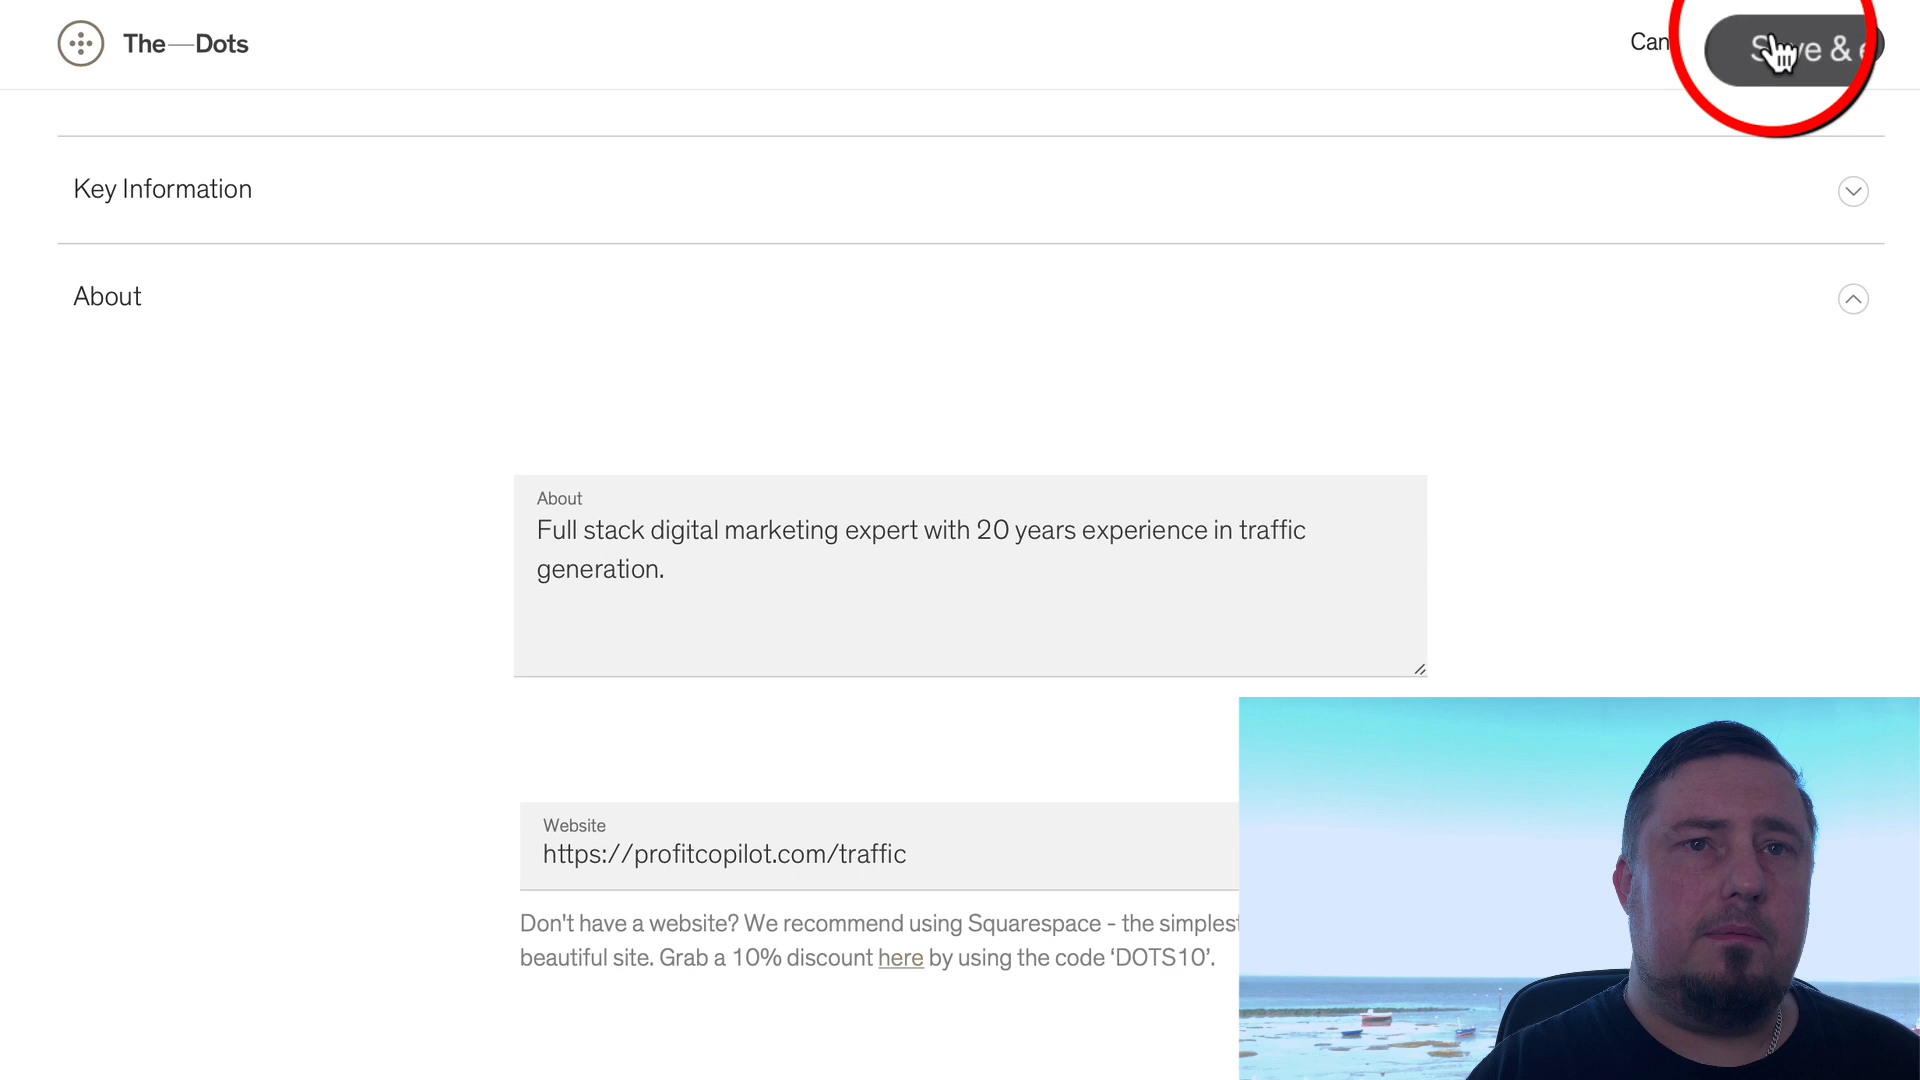 The—Dots
Can
Save & e
Key Information
About
About
Full stack digital marketing expert with 20 years experience in traffic
generation.
Website
https://profitcopilot.com/traffic
Don't have a website? We recommend using Squarespace - the simplest
beautiful site. Grab a 10% discount here by using the code ‘DOTS10’.